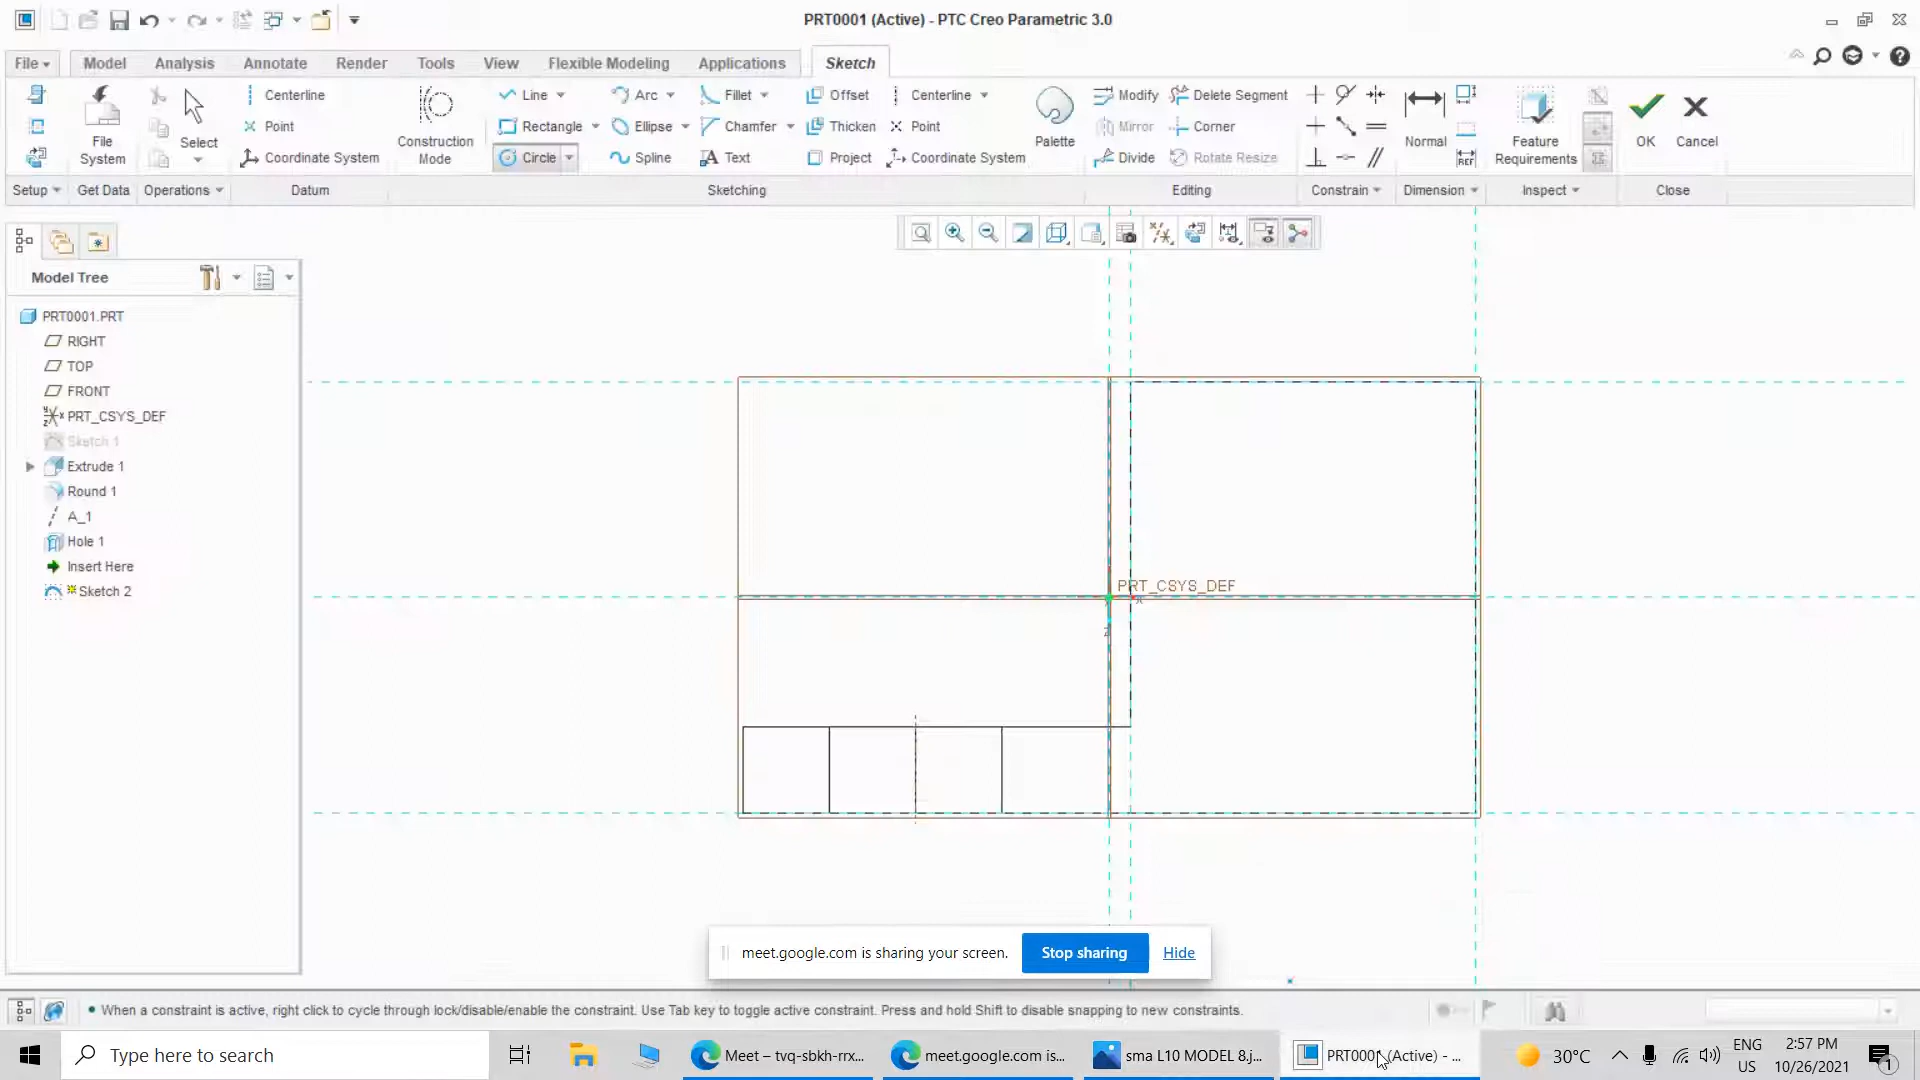 PRT0001 (Active) - PTC Creo Parametric 3.0
File Model Analysis Annotate Render Tools View Flexible Modeling Applications Sketch
File System
Select
Centerline
Point
Coordinate System
Construction Mode
Line Arc Fillet Offset Centerline
Rectangle Ellipse Chamfer Thicken Point
Circle Spline Text Project Coordinate System
Palette
Modify Delete Segment
Mirror Corner
Divide Rotate Resize
Normal
REF
Feature Requirements
OK
Cancel
Setup Get Data Operations Datum Sketching Editing Constrain Dimension Inspect Close
Model Tree
PRT0001.PRT
RIGHT
TOP
FRONT
PRT_CSYS_DEF
Sketch 1
Extrude 1
Round 1
A_1
Hole 1
Insert Here
Sketch 2
PRT_CSYS_DEF
X
Z
meet.google.com is sharing your screen. Stop sharing Hide
• When a constraint is active, right click to cycle through lock/disable/enable the constraint. Use Tab key to toggle active constraint. Press and hold Shift to disable snapping to new constraints.
Type here to search
Meet – tvq-sbkh-rrx...
meet.google.com is...
sma L10 MODEL 8.j...
PRT0001 (Active) - ...
30°C
ENG
US
2:57 PM
10/26/2021
1